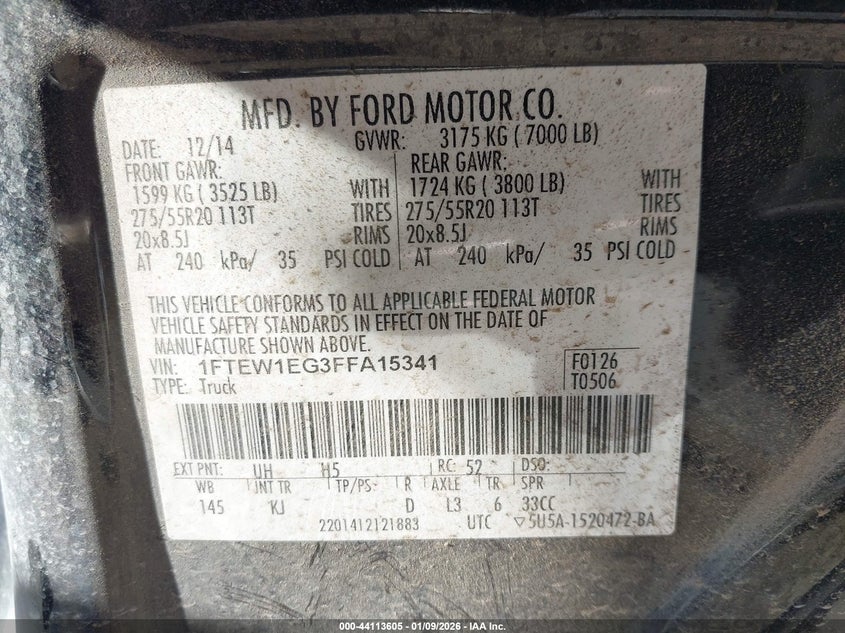 MFD. BY FORD MOTOR CO.
DATE: 12/14 GVWR: 3175 KG ( 7000 LB)
FRONT GAWR: REAR GAWR:
1599 KG ( 3525 LB) WITH 1724 KG ( 3800 LB) WITH
275/55R20 113T TIRES 275/55R20 113T TIRES
20x8.5J RIMS 20x8.5J RIMS
AT 240 kPa/ 35 PSI COLD AT 240 kPa/ 35 PSI COLD
THIS VEHICLE CONFORMS TO ALL APPLICABLE FEDERAL MOTOR
VEHICLE SAFETY STANDARDS IN EFFECT ON THE DATE OF
MANUFACTURE SHOWN ABOVE.
VIN: 1FTEW1EG3FFA15341 F0126
TYPE: Truck T0506
EXT PNT: UH H5 RC: 52 DSO:
WB INT TR TP/PS R AXLE TR SPR
145 KJ D L3 6 33CC
2201412121883 UTC ▽5U5A-1520472-BA
000-44113605 - 01/09/2026 - IAA Inc.